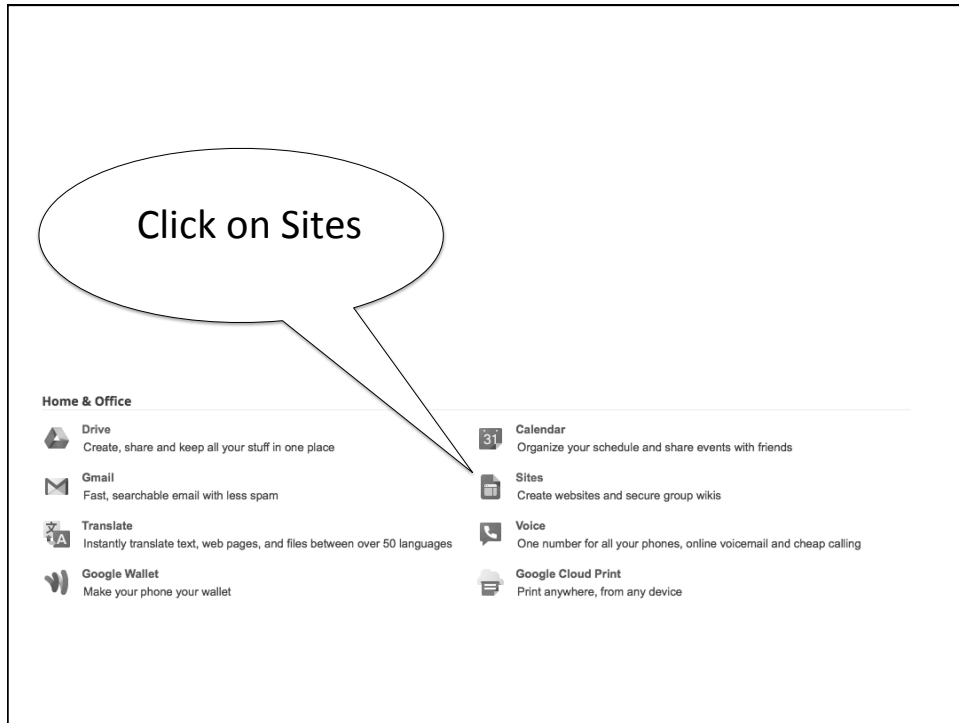 Click on Sites
Home & Office
Drive
Create, share and keep all your stuff in one place
Gmail
Fast, searchable email with less spam
Translate
Instantly translate text, web pages, and files between over 50 languages
Google Wallet
Make your phone your wallet
31
Calendar
Organize your schedule and share events with friends
Sites
Create websites and secure group wikis
Voice
One number for all your phones, online voicemail and cheap calling
Google Cloud Print
Print anywhere, from any device
文
A